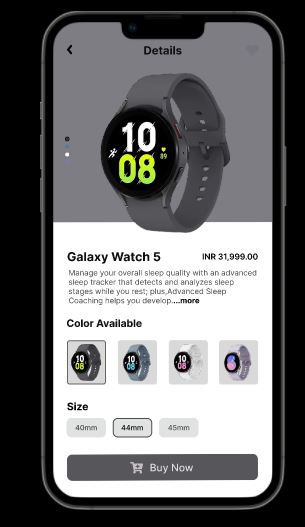 Details
10
08
89
Galaxy Watch 5
INR 31,999.00
Manage your overall sleep quality with an advanced
sleep tracker that detects and analyzes sleep
stages while you rest; plus,Advanced Sleep
Coaching helps you develop....more
Color Available
10
08
10
08
10
08
Size
40mm
44mm
45mm
Buy Now